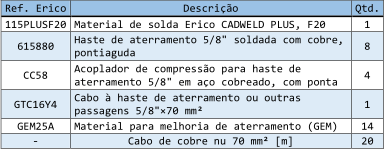 Ref. Erico Descrição Qtd.
115PLUSF20 Material de solda Erico CADWELD PLUS, F20 1
615880 Haste de aterramento 5/8" soldada com cobre, pontiaguda 8
CC58 Acoplador de compressão para haste de aterramento 5/8" em aço cobreado, com ponta 4
GTC16Y4 Cabo à haste de aterramento ou outras passagens 5/8"×70 mm² 1
GEM25A Material para melhoria de aterramento (GEM) 14
- Cabo de cobre nu 70 mm² [m] 20